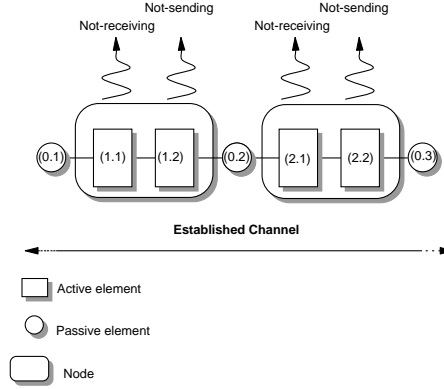 Not-sending Not-sending
Not-receiving Not-receiving
(0.1) (1.1) (1.2) (0.2) (2.1) (2.2) (0.3)
Established Channel
Active element
Passive element
Node